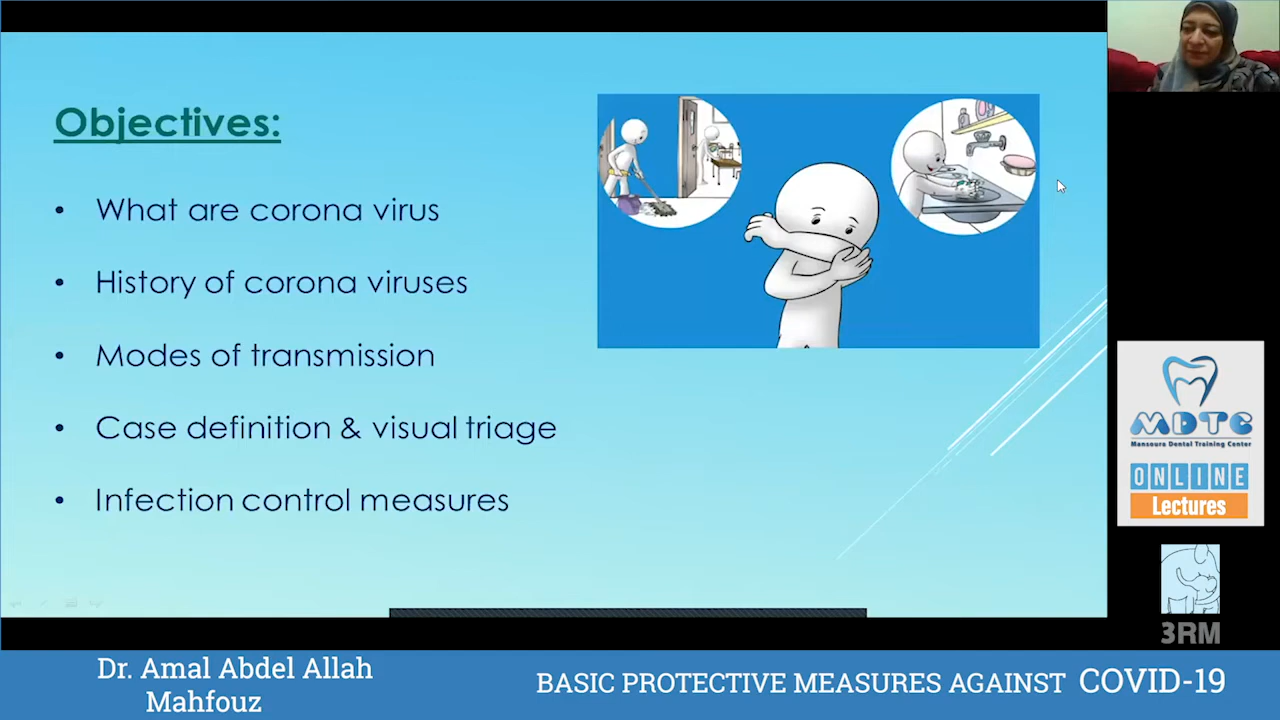 Objectives:
• What are corona virus
• History of corona viruses
• Modes of transmission
• Case definition & visual triage
• Infection control measures
MDTC
Mansoura Dental Training Center
ONLINE
Lectures
3RM
Dr. Amal Abdel Allah
Mahfouz
BASIC PROTECTIVE MEASURES AGAINST COVID-19